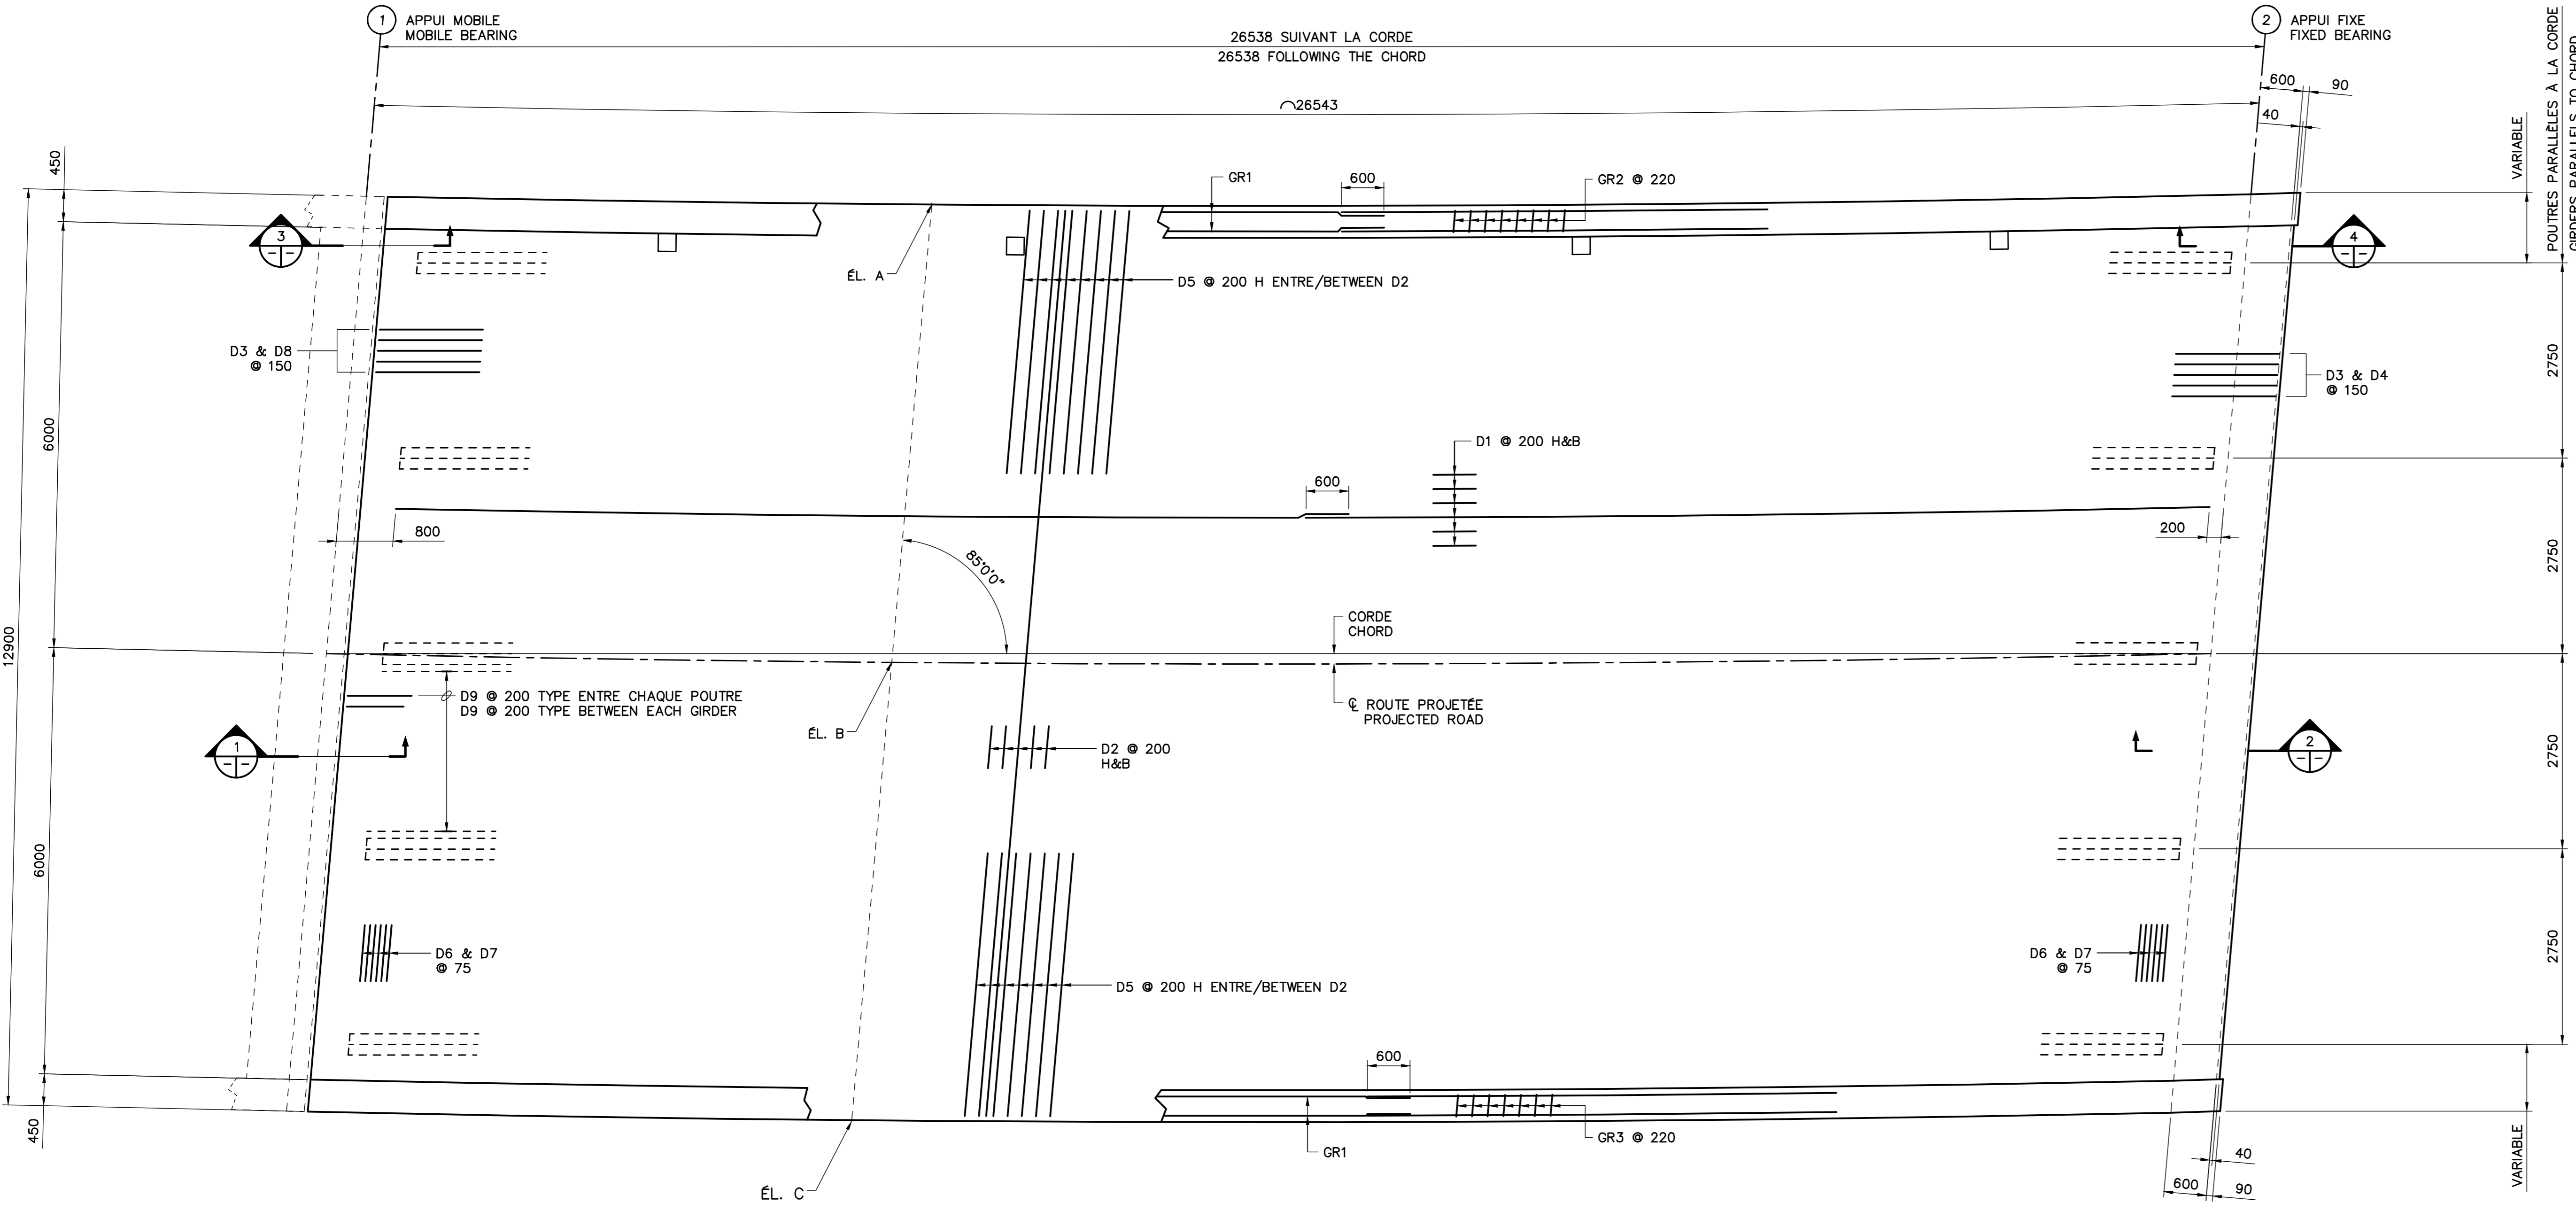 1
APPUI MOBILE
MOBILE BEARING
26538 SUIVANT LA CORDE
26538 FOLLOWING THE CHORD
2
APPUI FIXE
FIXED BEARING
⌒26543
600
90
40
VARIABLE
POUTRES PARALLÈLES À LA CORDE
GIRDERS PARALLELS TO CHORD
450
GR1
600
GR2 @ 220
3
4
ÉL. A
D5 @ 200 H ENTRE/BETWEEN D2
D3 & D8
@ 150
D3 & D4
@ 150
2750
6000
D1 @ 200 H&B
600
800
200
85°0'0"
2750
CORDE
CHORD
12900
D9 @ 200 TYPE ENTRE CHAQUE POUTRE
D9 @ 200 TYPE BETWEEN EACH GIRDER
℄ ROUTE PROJETÉE
PROJECTED ROAD
ÉL. B
1
D2 @ 200
H&B
2
2750
6000
D6 & D7
@ 75
D5 @ 200 H ENTRE/BETWEEN D2
D6 & D7
@ 75
2750
600
450
GR1
GR3 @ 220
ÉL. C
40
600
90
VARIABLE